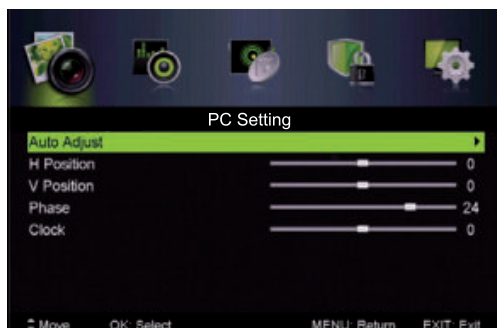 PC Setting
Auto Adjust
H Position 0
V Position 0
Phase 24
Clock 0
Move OK: Select MENU: Return EXIT: Exit